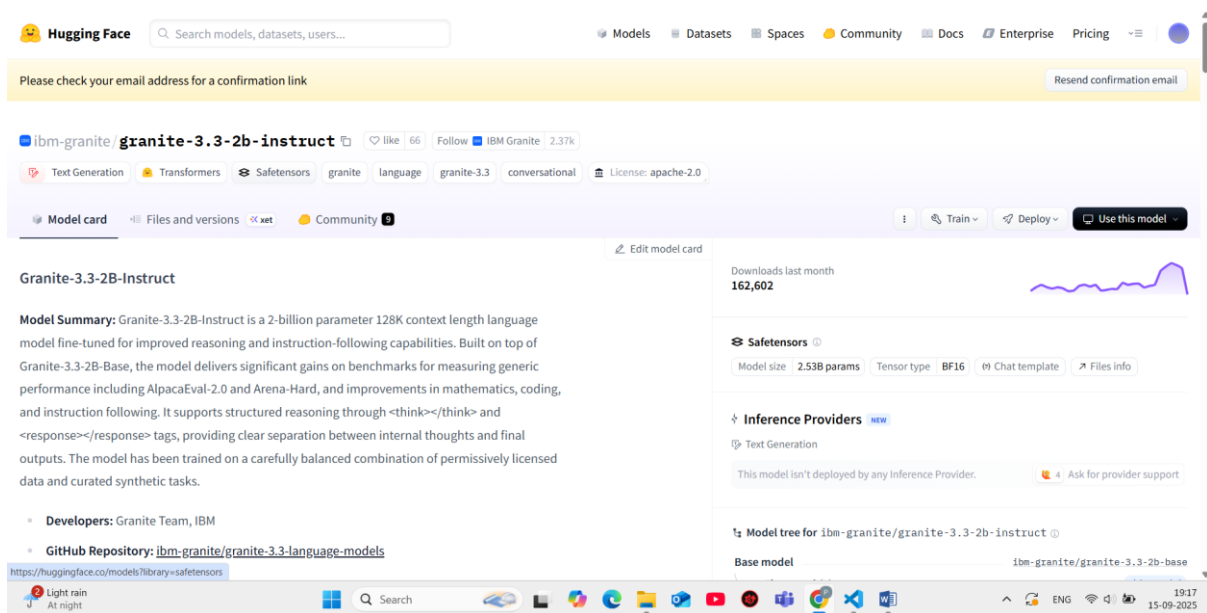 Hugging Face
Search models, datasets, users...
Models
Datasets
Spaces
Community
Docs
Enterprise
Pricing
Please check your email address for a confirmation link
Resend confirmation email
ibm-granite/granite-3.3-2b-instruct
like 66
Follow IBM Granite 2.37k
Text Generation
Transformers
Safetensors
granite
language
granite-3.3
conversational
License: apache-2.0
Model card
Files and versions
xet
Community 9
Train
Deploy
Use this model
Edit model card
Granite-3.3-2B-Instruct
Model Summary: Granite-3.3-2B-Instruct is a 2-billion parameter 128K context length language
model fine-tuned for improved reasoning and instruction-following capabilities. Built on top of
Granite-3.3-2B-Base, the model delivers significant gains on benchmarks for measuring generic
performance including AlpacaEval-2.0 and Arena-Hard, and improvements in mathematics, coding,
and instruction following. It supports structured reasoning through <think></think> and
<response></response> tags, providing clear separation between internal thoughts and final
outputs. The model has been trained on a carefully balanced combination of permissively licensed
data and curated synthetic tasks.
Developers: Granite Team, IBM
GitHub Repository: ibm-granite/granite-3.3-language-models
https://huggingface.co/models?library=safetensors
Downloads last month
162,602
Safetensors
Model size 2.53B params
Tensor type BF16
Chat template
Files info
Inference Providers NEW
Text Generation
This model isn't deployed by any Inference Provider.
4 Ask for provider support
Model tree for ibm-granite/granite-3.3-2b-instruct
Base model
ibm-granite/granite-3.3-2b-base
2
Light rain
At night
Search
ENG
19:17
15-09-2025